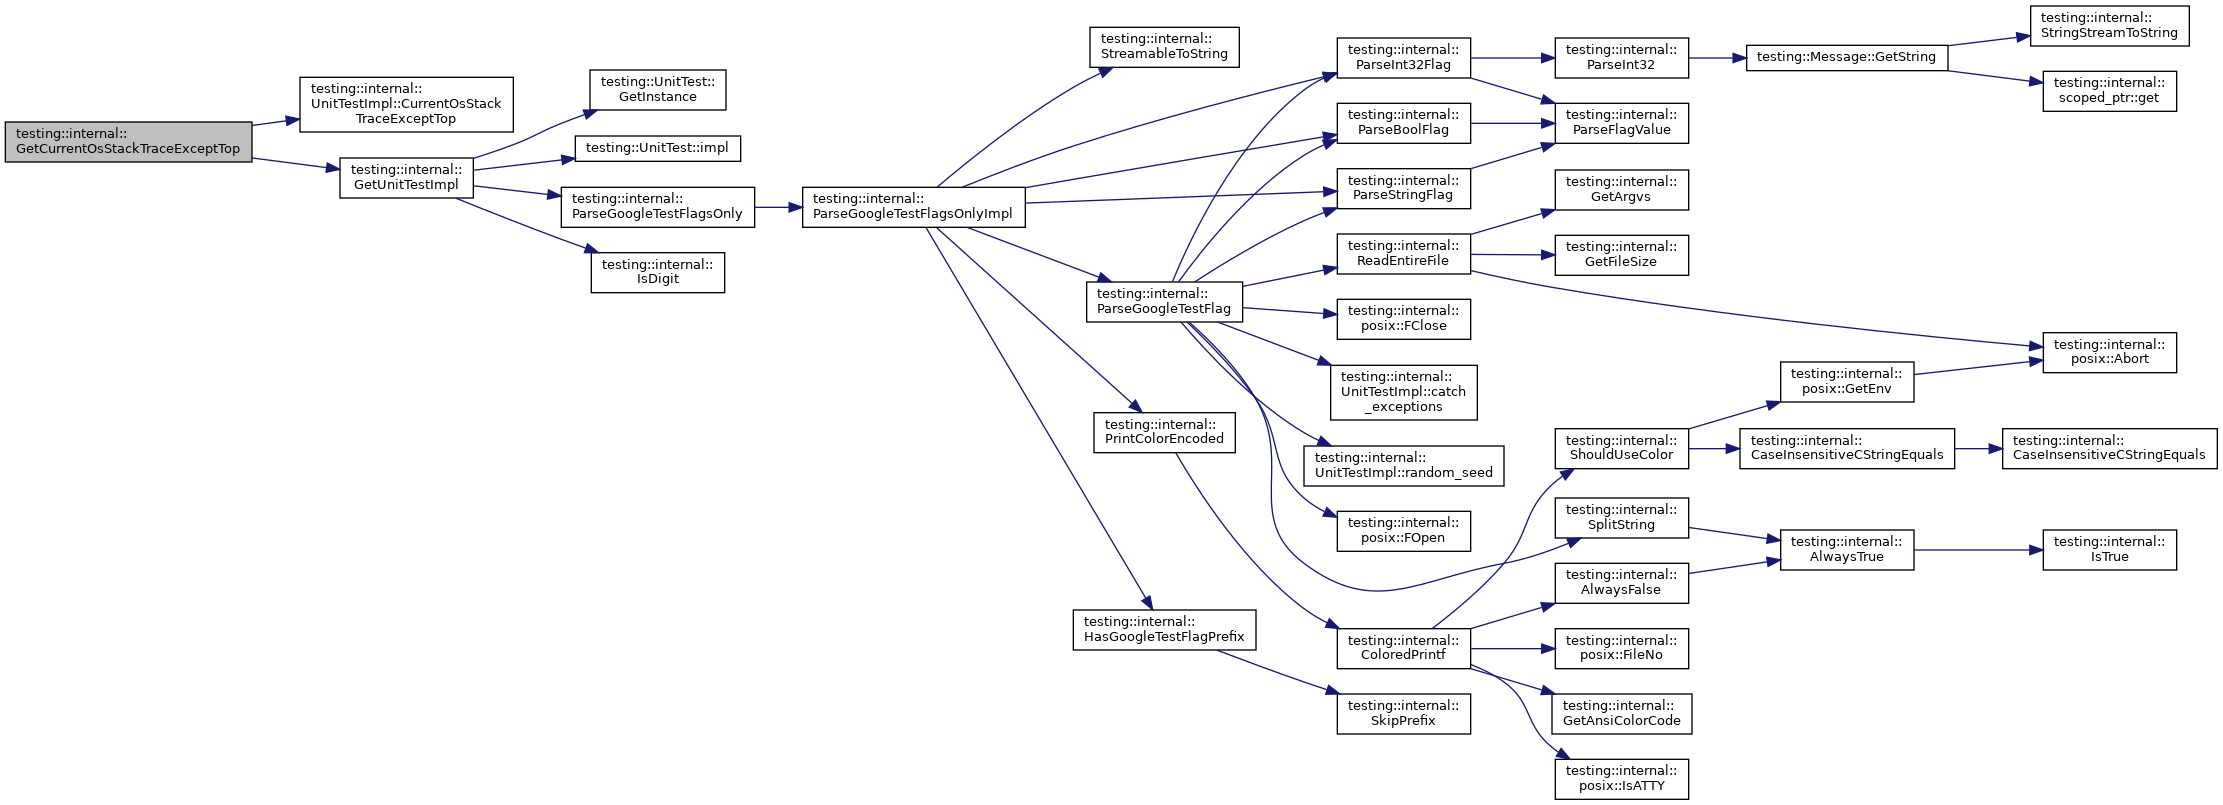 testing::internal::
GetCurrentOsStackTraceExceptTop
testing::internal::
UnitTestImpl::CurrentOsStack
TraceExceptTop
testing::internal::
GetUnitTestImpl
testing::UnitTest::
GetInstance
testing::UnitTest::impl
testing::internal::
ParseGoogleTestFlagsOnly
testing::internal::
IsDigit
testing::internal::
ParseGoogleTestFlagsOnlyImpl
testing::internal::
StreamableToString
testing::internal::
ParseGoogleTestFlag
testing::internal::
PrintColorEncoded
testing::internal::
HasGoogleTestFlagPrefix
testing::internal::
ParseInt32Flag
testing::internal::
ParseBoolFlag
testing::internal::
ParseStringFlag
testing::internal::
ReadEntireFile
testing::internal::
posix::FClose
testing::internal::
UnitTestImpl::catch
_exceptions
testing::internal::
UnitTestImpl::random_seed
testing::internal::
posix::FOpen
testing::internal::
ColoredPrintf
testing::internal::
SkipPrefix
testing::internal::
ParseInt32
testing::internal::
ParseFlagValue
testing::internal::
GetArgvs
testing::internal::
GetFileSize
testing::internal::
ShouldUseColor
testing::internal::
SplitString
testing::internal::
AlwaysFalse
testing::internal::
posix::FileNo
testing::internal::
GetAnsiColorCode
testing::internal::
posix::IsATTY
testing::Message::GetString
testing::internal::
posix::GetEnv
testing::internal::
CaseInsensitiveCStringEquals
testing::internal::
AlwaysTrue
testing::internal::
StringStreamToString
testing::internal::
scoped_ptr::get
testing::internal::
posix::Abort
testing::internal::
CaseInsensitiveCStringEquals
testing::internal::
IsTrue